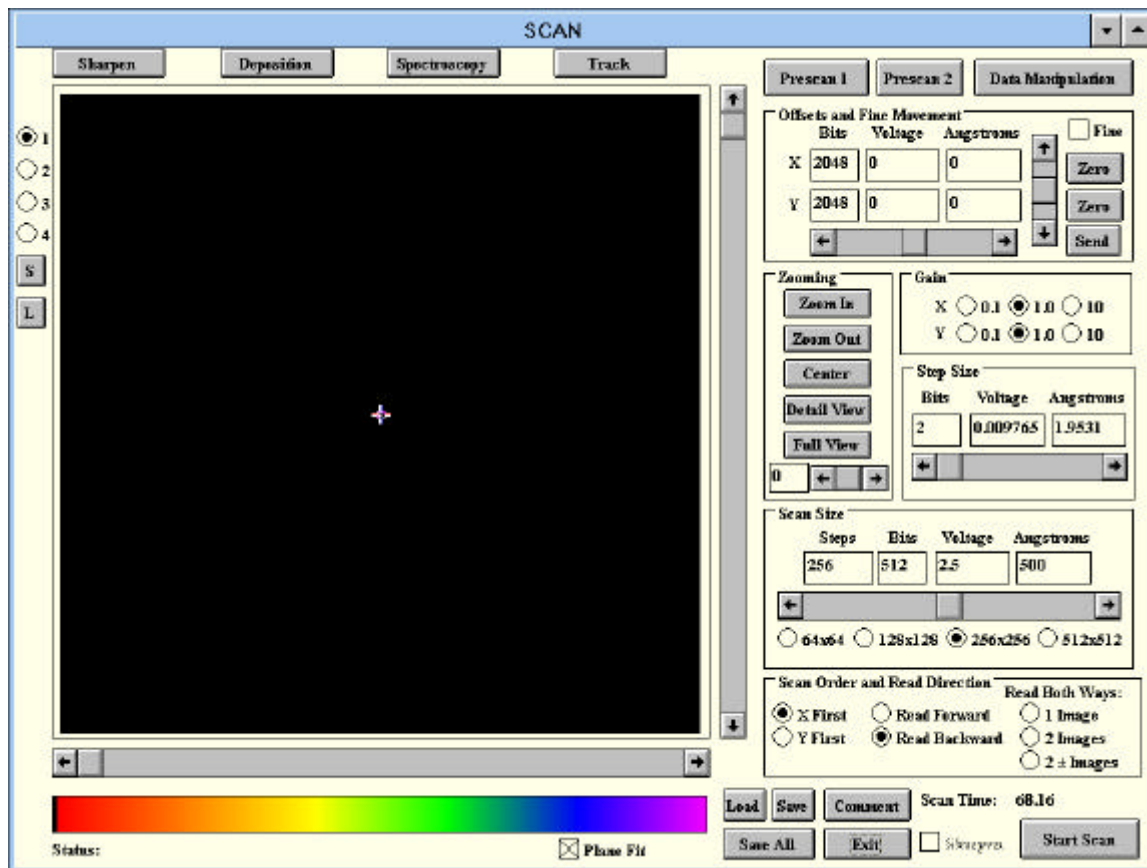 SCAN
Sharpen Deposition Spectroscopy Track
Prescan 1 Prescan 2 Data Manipulation
1
2
3
4
S
L
Offsets and Fine Movement
Bits Voltage Angstroms Fine
X 2048 0 0 Zero
Y 2048 0 0 Zero
Send
Zooming
Zoom In
Zoom Out
Center
Detail View
Full View
0
Gain
X 0.1 1.0 10
Y 0.1 1.0 10
Step Size
Bits Voltage Angstroms
2 0.009765 1.9531
Scan Size
Steps Bits Voltage Angstroms
256 512 2.5 500
64x64 128x128 256x256 512x512
Scan Order and Read Direction Read Both Ways:
X First Read Forward 1 Image
Y First Read Backward 2 Images
2 ± Images
Load Save Comment Scan Time: 68.16
Save All Exit Sharpen Start Scan
Status: Plane Fit